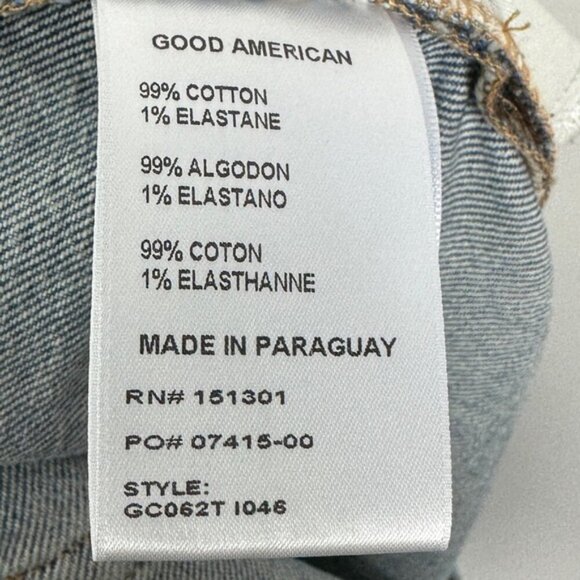 GOOD AMERICAN
99% COTTON
1% ELASTANE
99% ALGODON
1% ELASTANO
99% COTON
1% ELASTHANNE
MADE IN PARAGUAY
RN# 151301
PO# 07415-00
STYLE:
GC062T I046